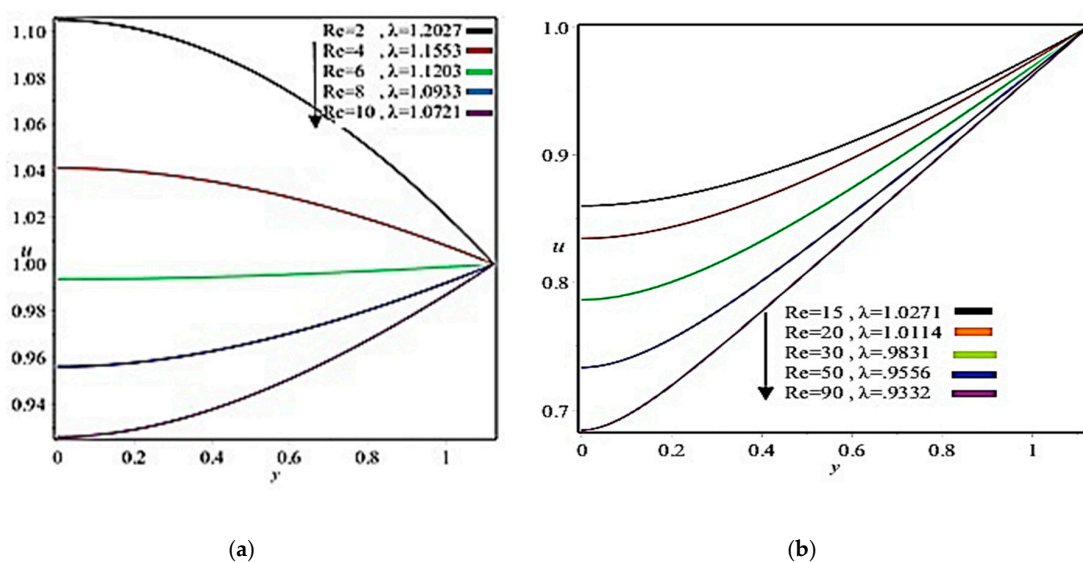 1.10
1.08
1.06
1.04
1.02
u
1.00
0.98
0.96
0.94
0
0.2
0.4
0.6
0.8
1
y
Re=2 , λ=1.2027
Re=4 , λ=1.1553
Re=6 , λ=1.1203
Re=8 , λ=1.0933
Re=10 , λ=1.0721
(a)
1.0
0.9
u
0.8
0.7
0
0.2
0.4
0.6
0.8
1
y
Re=15 , λ=1.0271
Re=20 , λ=1.0114
Re=30 , λ=.9831
Re=50 , λ=.9556
Re=90 , λ=.9332
(b)